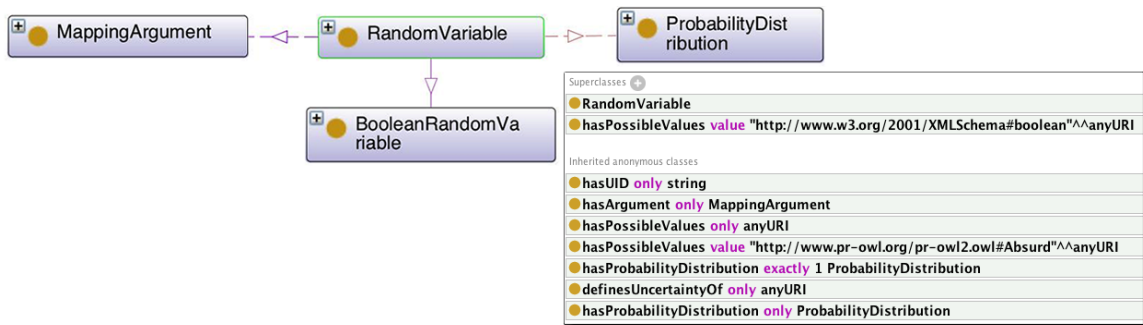 MappingArgument
RandomVariable
ProbabilityDist
ribution
BooleanRandomVa
riable
Superclasses
RandomVariable
hasPossibleValues value "http://www.w3.org/2001/XMLSchema#boolean"^^anyURI
Inherited anonymous classes
hasUID only string
hasArgument only MappingArgument
hasPossibleValues only anyURI
hasPossibleValues value "http://www.pr-owl.org/pr-owl2.owl#Absurd"^^anyURI
hasProbabilityDistribution exactly 1 ProbabilityDistribution
definesUncertaintyOf only anyURI
hasProbabilityDistribution only ProbabilityDistribution